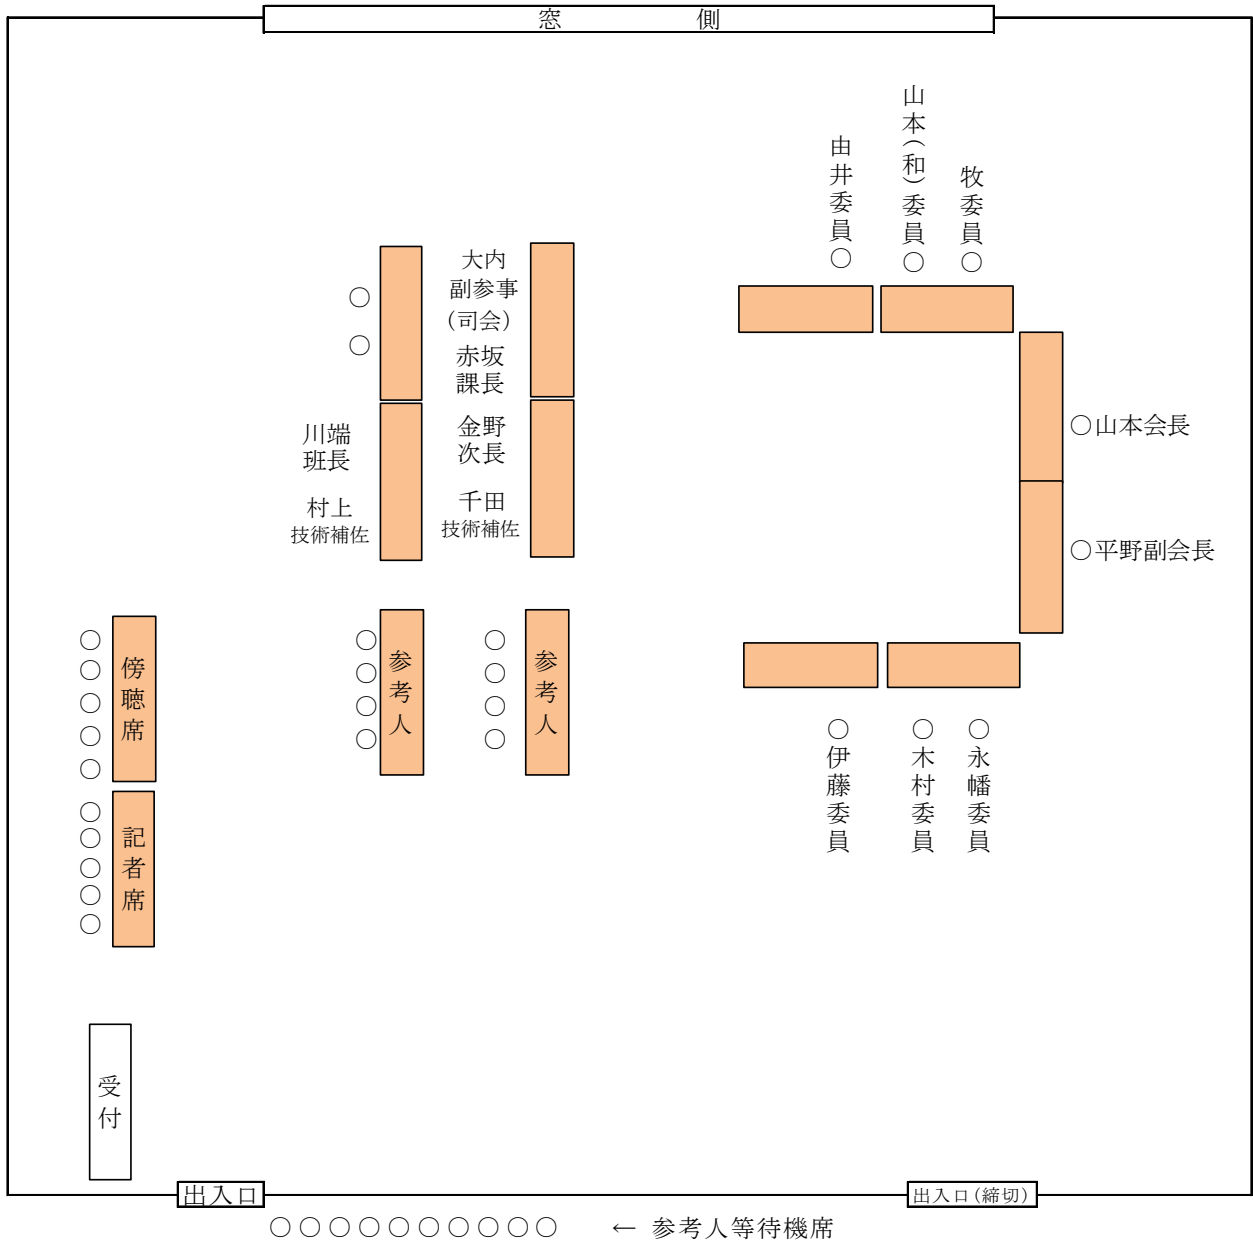 窓側
由井委員○
山本(和)委員○
牧委員○
○
○
大内
副参事
(司会)
赤坂
課長
川端
班長
金野
次長
村上
技術補佐
千田
技術補佐
○山本会長
○平野副会長
○○○○○
傍聴席
○○○○
参考人
○○○○
参考人
○伊藤委員
○木村委員
○永幡委員
○○○○○
記者席
受付
出入口
出入口(締切)
○○○○○○○○○○ ← 参考人等待機席